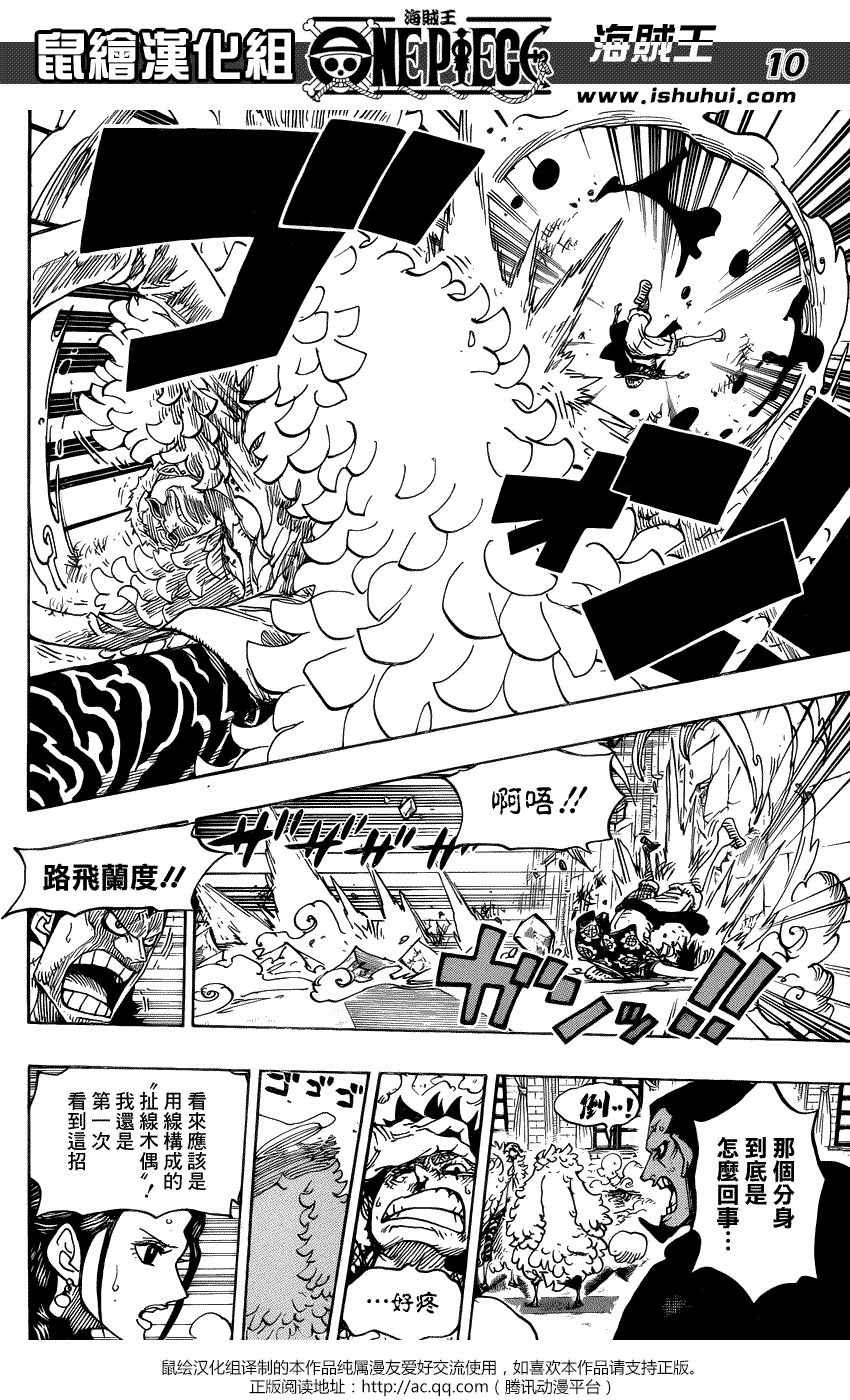 鼠繪漢化組
海賊王
ONE PIECE
海賊王
10
www.ishuhui.com
ゴオオ
啊唔!!
ザザザザ
路飛蘭度!!
ガンッ!!
那個分身
到底是
怎麼回事…
倒…!
…好疼
ゴゴゴ
看來應該是
用線構成的
〝扯線木偶〞!
我還是
第一次
看到這招
鼠绘汉化组译制的本作品纯属漫友爱好交流使用，如喜欢本作品请支持正版。
正版阅读地址：http://ac.qq.com（腾讯动漫平台）